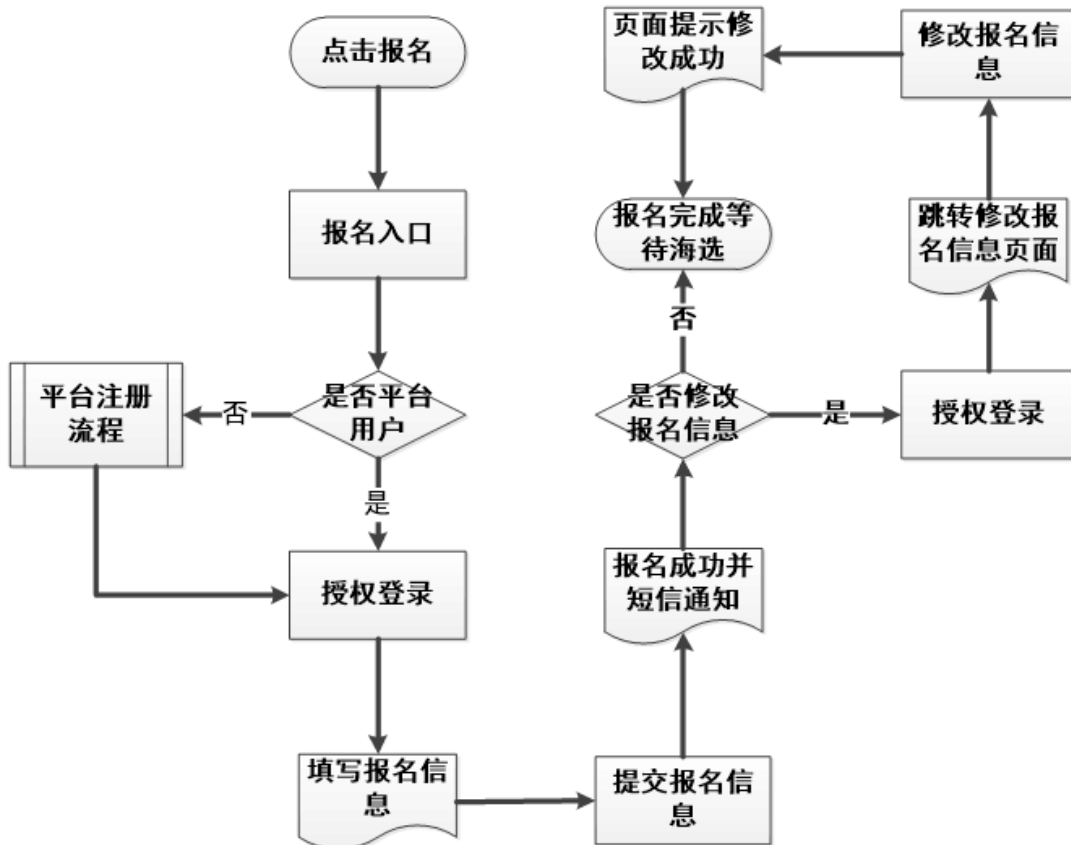 点击报名
报名入口
是否平台
用户
否
平台注册
流程
是
授权登录
填写报名信
息
提交报名信
息
报名成功并
短信通知
是否修改
报名信息
否
是
授权登录
跳转修改报
名信息页面
修改报名信
息
页面提示修
改成功
报名完成等
待海选